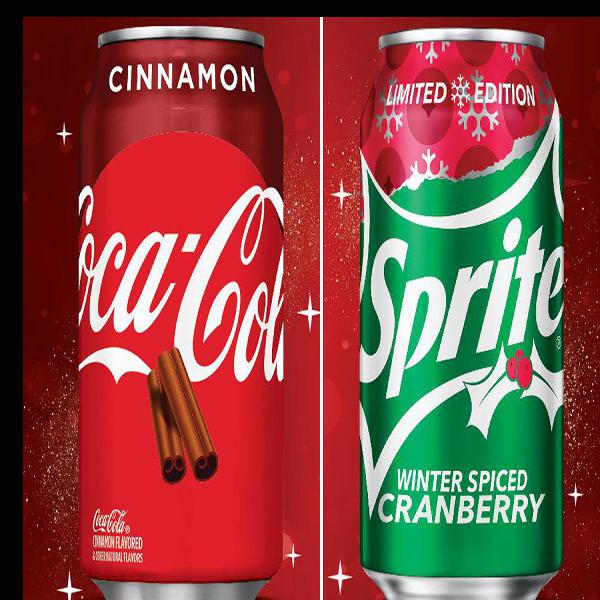 CINNAMON
Coca-Cola
Coca-Cola®
CINNAMON FLAVORED
& OTHER NATURAL FLAVORS
LIMITED EDITION
Sprite
®
WINTER SPICED
CRANBERRY